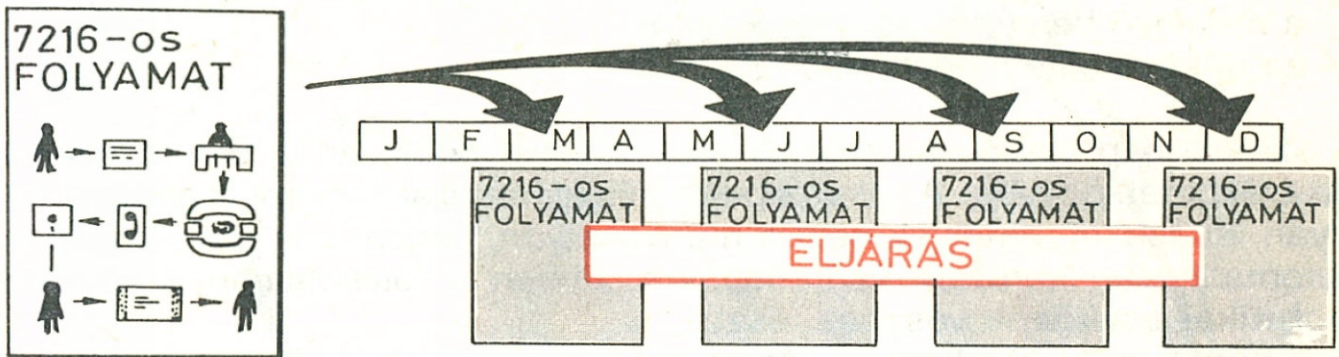 7216-os
FOLYAMAT
J F M A M J J A S O N D
7216-os
FOLYAMAT
7216-os
FOLYAMAT
7216-os
FOLYAMAT
7216-os
FOLYAMAT
ELJÁRÁS